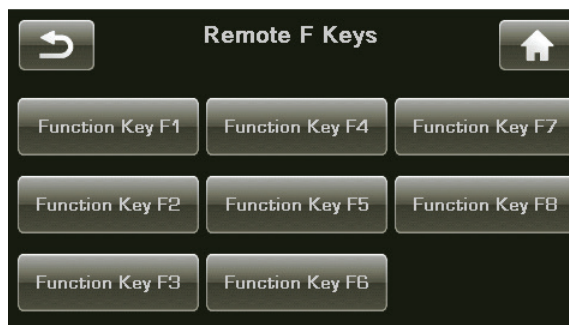 Remote F Keys
Function Key F1
Function Key F4
Function Key F7
Function Key F2
Function Key F5
Function Key F8
Function Key F3
Function Key F6